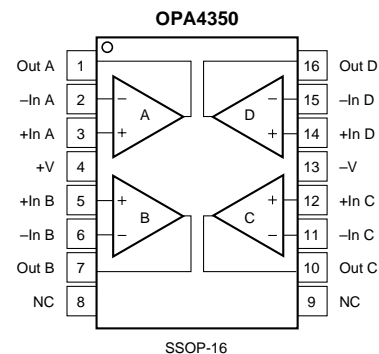 OPA4350
Out A 1 16 Out D
–In A 2 – – 15 –In D
A D
+In A 3 + + 14 +In D
+V 4 13 –V
+In B 5 + + 12 +In C
B C
–In B 6 – – 11 –In C
Out B 7 10 Out C
NC 8 9 NC
SSOP-16